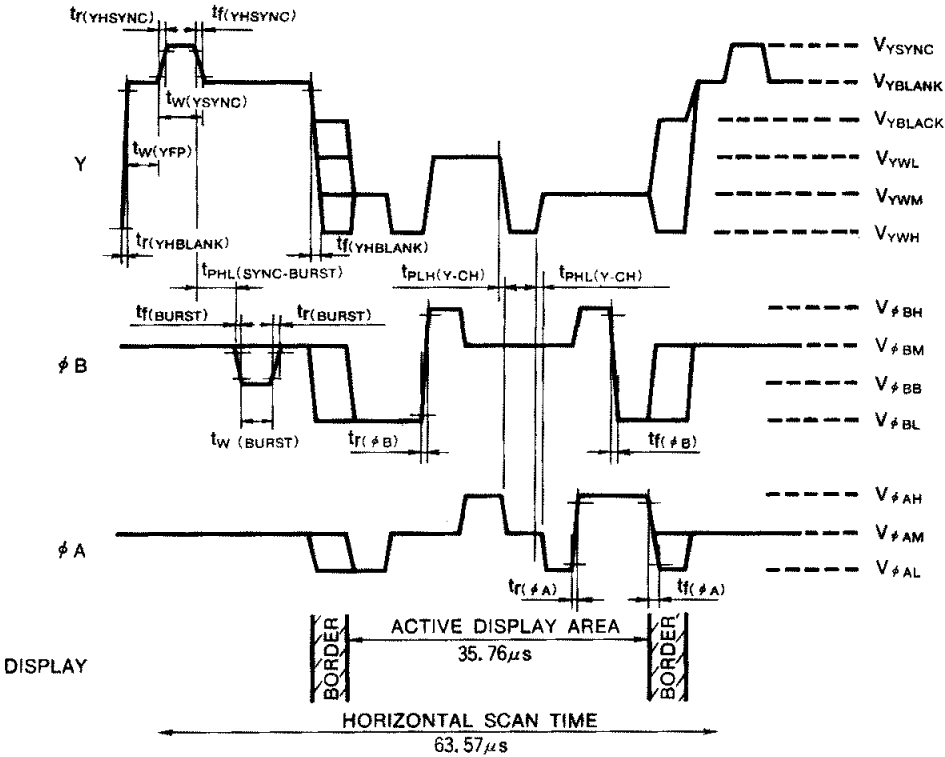 tr(YHSYNC) tf(YHSYNC)
VYSYNC
VYBLANK
tW(YSYNC)
VYBLACK
tW(YFP)
Y
VYWL
VYWM
VYWH
tr(YHBLANK) tf(YHBLANK)
tPHL(SYNC-BURST) tPLH(Y-CH) tPHL(Y-CH)
tf(BURST) tr(BURST)
VφBH
VφBM
φB
VφBB
VφBL
tW (BURST) tr(φB) tf(φB)
VφAH
VφAM
φA
VφAL
tr(φA) tf(φA)
DISPLAY
BORDER
ACTIVE DISPLAY AREA
35.76μs
BORDER
HORIZONTAL SCAN TIME
63.57μs